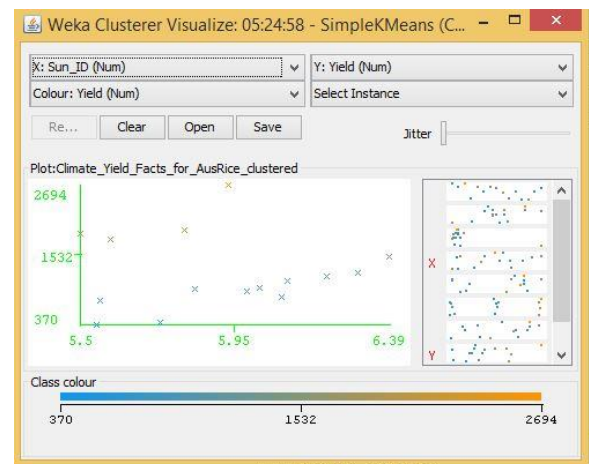 Weka Clusterer Visualize: 05:24:58 - SimpleKMeans (C...
X: Sun_ID (Num)
Y: Yield (Num)
Colour: Yield (Num)
Select Instance
Re...
Clear
Open
Save
Jitter
Plot:Climate_Yield_Facts_for_AusRice_clustered
2694
1532
370
5.5
5.95
6.39
X
Y
Class colour
370
1532
2694